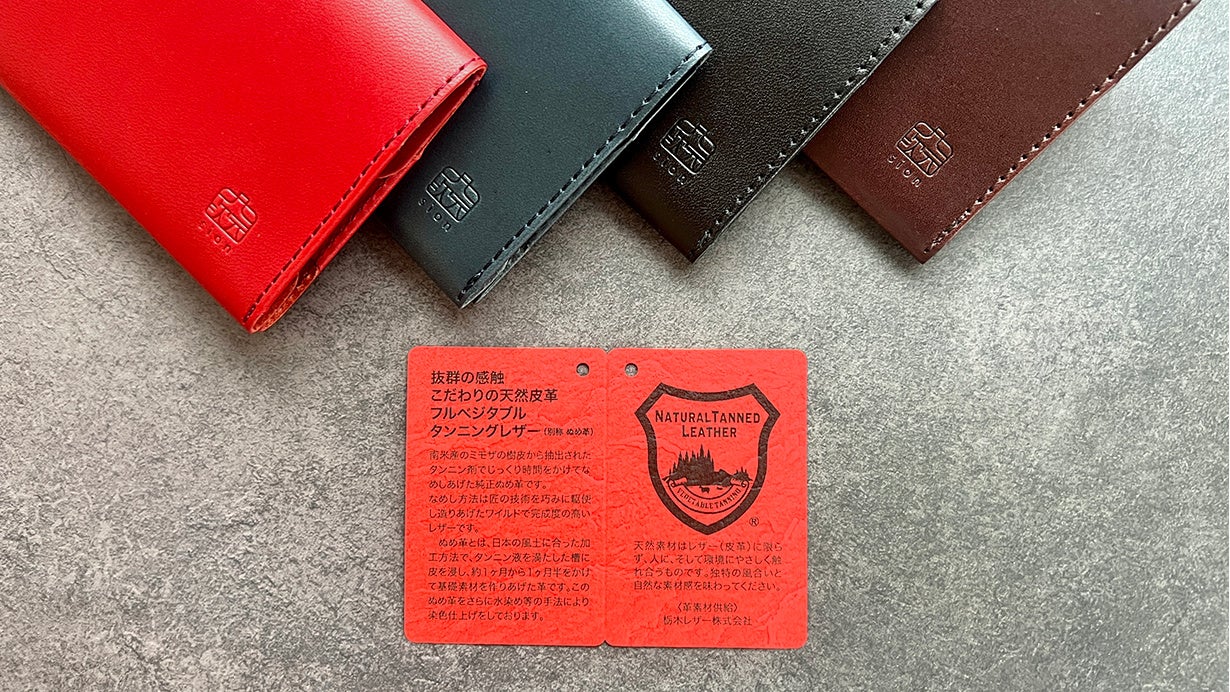 sion
sion
sion
sion
抜群の感触
こだわりの天然皮革
フルベジタブル
タンニングレザー（別称 ぬめ革）
南米産のミモザの樹皮から抽出された
タンニン剤でじっくり時間をかけてな
めしあげた純正ぬめ革です。
なめし方法は匠の技術を巧みに駆使
し造りあげたワイルドで完成度の高い
レザーです。
ぬめ革とは、日本の風土に合った加
工方法で、タンニン液を満たした槽に
皮を浸し、約1ヶ月から1ヶ月半をかけ
て基礎素材を作りあげた革です。この
ぬめ革をさらに水染め等の手法により
染色仕上げをしております。
NATURAL TANNED
LEATHER
VEGETABLE TANNING
®
天然素材はレザー（皮革）に限ら
ず、人に、そして環境にやさしく触
れ合うものです。独特の風合いと
自然な素材感を味わってください。
〈革素材供給〉
栃木レザー株式会社